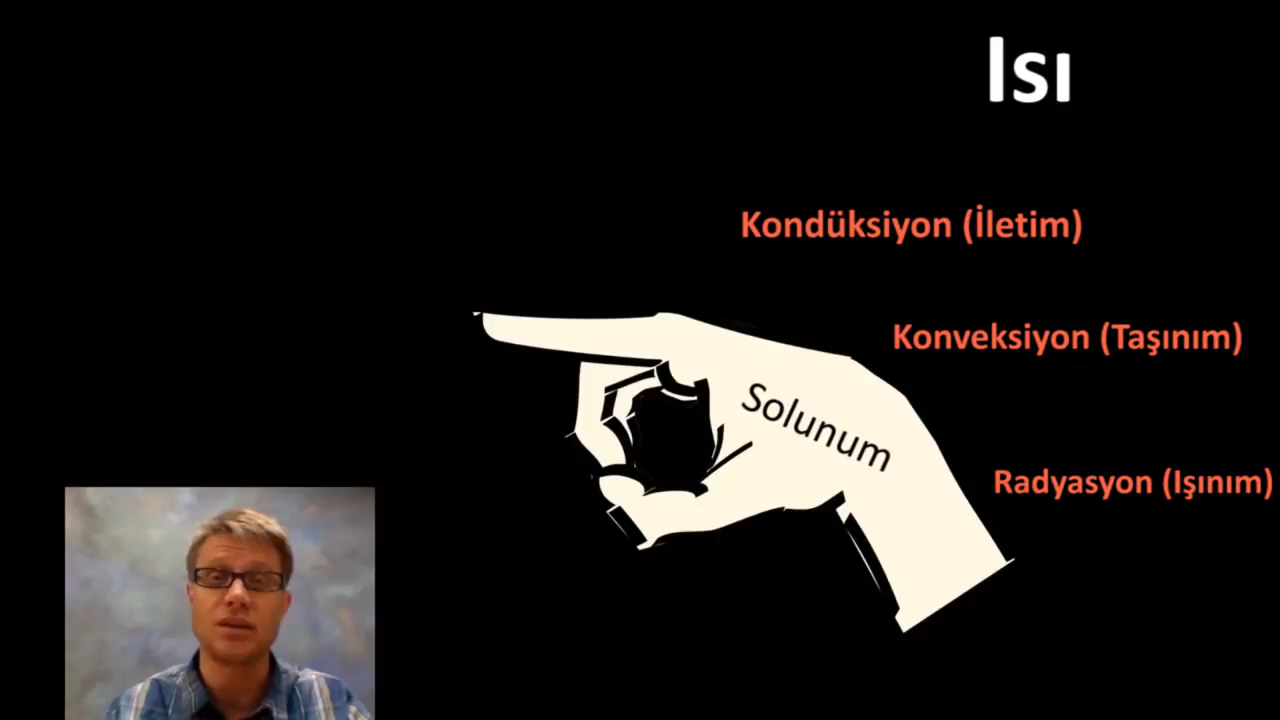 Isı
Kondüksiyon (İletim)
Konveksiyon (Taşınım)
Solunum
Radyasyon (Işınım)